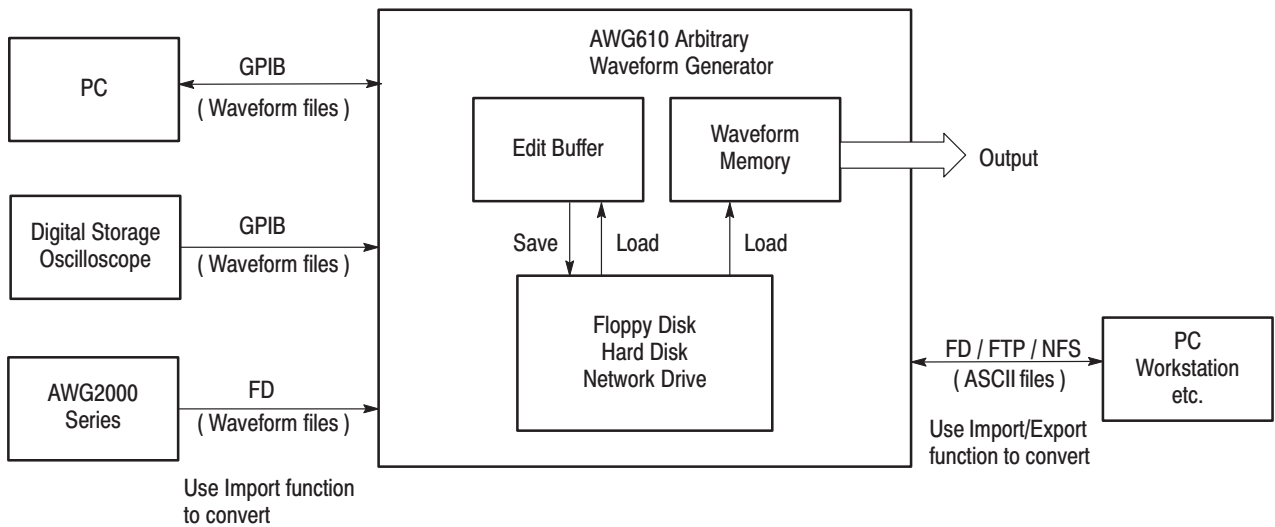 AWG610 Arbitrary
Waveform Generator
PC
GPIB
( Waveform files )
Edit Buffer
Waveform
Memory
Output
Digital Storage
Oscilloscope
GPIB
( Waveform files )
Save
Load
Load
Floppy Disk
Hard Disk
Network Drive
AWG2000
Series
FD
( Waveform files )
Use Import function
to convert
FD / FTP / NFS
( ASCII files )
Use Import/Export
function to convert
PC
Workstation
etc.